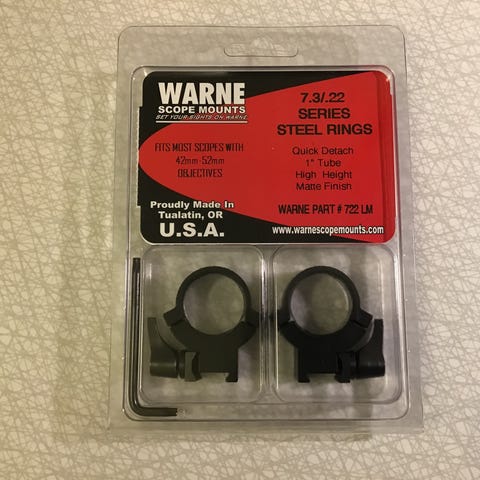 WARNE
SCOPE MOUNTS
SET YOUR SIGHTS ON WARNE
FITS MOST SCOPES WITH
42mm-52mm
OBJECTIVES
Proudly Made In
Tualatin, OR
U.S.A.
7.3/.22
SERIES
STEEL RINGS
Quick Detach
1" Tube
High Height
Matte Finish
WARNE PART # 722 LM
www.warnescopemounts.com